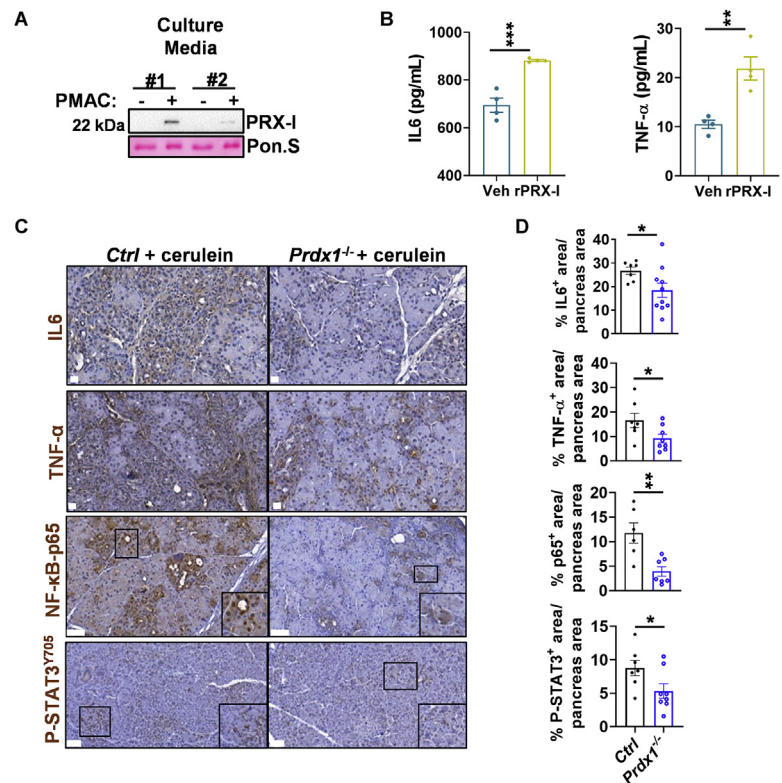 A
Culture
Media
#1 #2
PMAC: - + - +
22 kDa PRX-I
Pon.S
B
***
IL6 (pg/mL)
1000
800
600
400
Veh rPRX-I
**
TNF-α (pg/mL)
30
20
10
0
Veh rPRX-I
C
Ctrl + cerulein Prdx1-/- + cerulein
IL6
TNF-α
NF-κB-p65
P-STAT3Y705
D
*
% IL6+ area/
pancreas area
40
30
20
10
0
*
% TNF-α+ area/
pancreas area
40
30
20
10
0
**
% p65+ area/
pancreas area
20
15
10
5
0
*
% P-STAT3+ area/
pancreas area
15
10
5
0
Ctrl
Prdx1-/-